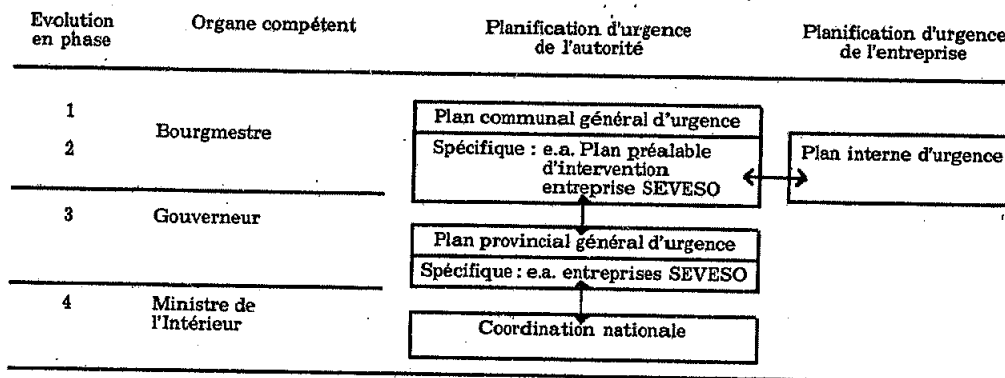 Evolution
en phase
Organe compétent
Planification d'urgence
de l'autorité
Planification d'urgence
de l'entreprise
1
2
Bourgmestre
Plan communal général d'urgence
Spécifique : e.a. Plan préalable
d'intervention
entreprise SEVESO
Plan interne d'urgence
3
Gouverneur
Plan provincial général d'urgence
Spécifique : e.a. entreprises SEVESO
4
Ministre de
l'Intérieur
Coordination nationale